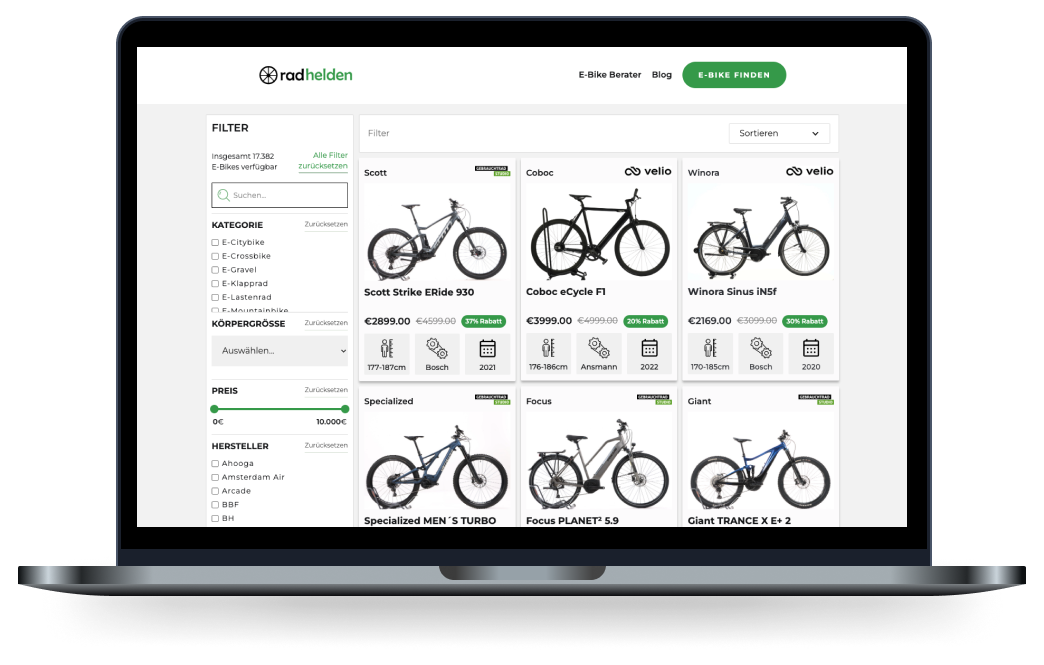 radhelden
E-Bike Berater
Blog
E-BIKE FINDEN
FILTER
Insgesamt 17.382
E-Bikes verfügbar
Alle Filter
zurücksetzen
Suchen...
KATEGORIE
Zurücksetzen
E-Citybike
E-Crossbike
E-Gravel
E-Klapprad
E-Lastenrad
E-Mountainbike
KÖRPERGRÖSSE
Zurücksetzen
Auswählen...
PREIS
Zurücksetzen
0€
10.000€
HERSTELLER
Zurücksetzen
Ahooga
Amsterdam Air
Arcade
BBF
BH
Filter
Sortieren
Scott
GEBRAUCHTRAD
SCOTT
Scott Strike ERide 930
€2899.00 €4599.00 37% Rabatt
177-187cm
Bosch
2021
Coboc
velio
Coboc eCycle F1
€3999.00 €4999.00 20% Rabatt
176-186cm
Ansmann
2022
Winora
velio
Winora Sinus iN5f
€2169.00 €3099.00 30% Rabatt
170-185cm
Bosch
2020
Specialized
GEBRAUCHTRAD
Specialized MEN´S TURBO
Focus
GEBRAUCHTRAD
Focus PLANET² 5.9
Giant
GEBRAUCHTRAD
Giant TRANCE X E+ 2